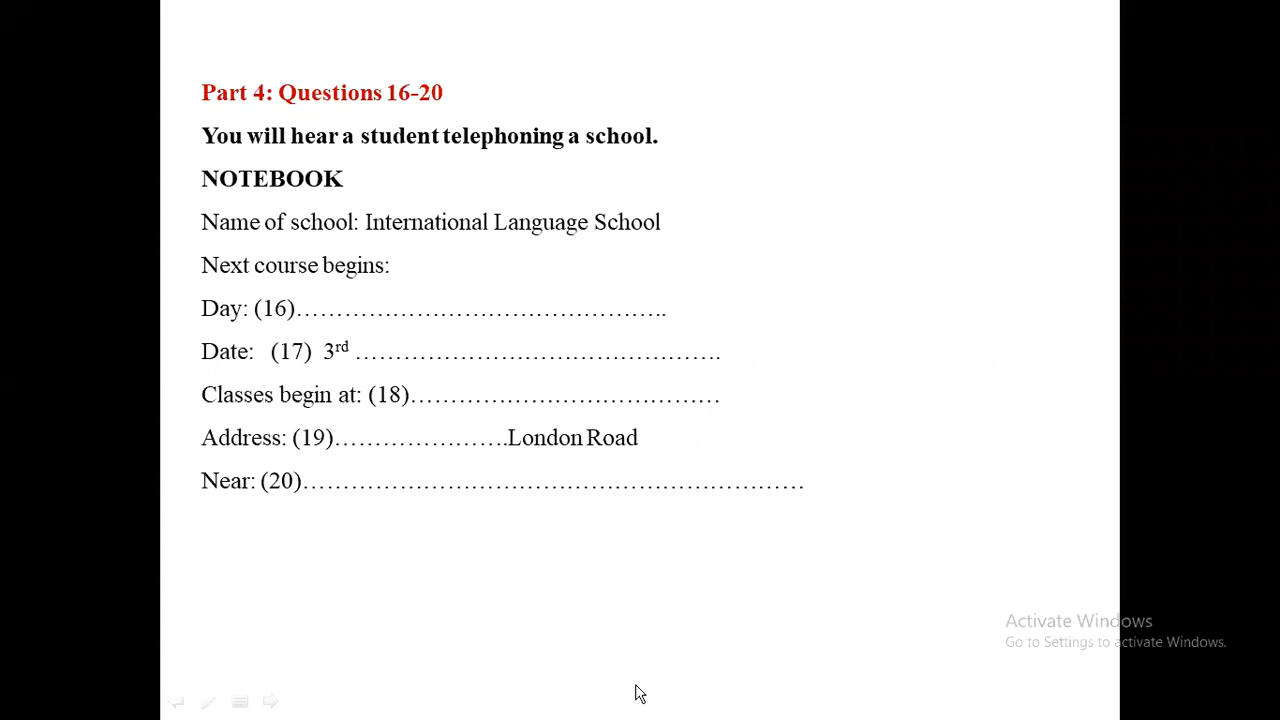 Part 4: Questions 16-20
You will hear a student telephoning a school.
NOTEBOOK
Name of school: International Language School
Next course begins:
Day: (16)……………………………………………..
Date: (17) 3rd …………………………………………….
Classes begin at: (18)………………………………………
Address: (19)………………….London Road
Near: (20)………………………………………………………………
Activate Windows
Go to Settings to activate Windows.